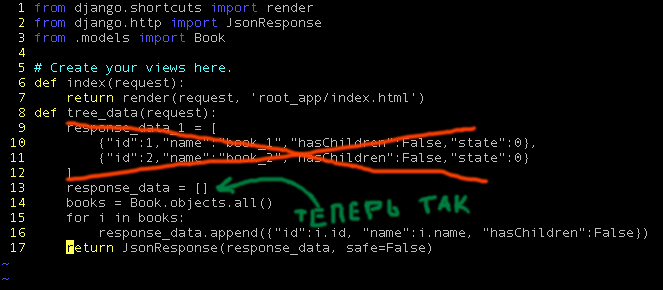 1 from django.shortcuts import render
2 from django.http import JsonResponse
3 from .models import Book
4
5 # Create your views here.
6 def index(request):
7     return render(request, 'root_app/index.html')
8 def tree_data(request):
9     response_data_1 = [
10         {"id":1,"name":"book_1","hasChildren":False,"state":0},
11         {"id":2,"name":"book_2","hasChildren":False,"state":0}
12     ]
13     response_data = []
14     books = Book.objects.all()
ТЕПЕРЬ ТАК
15     for i in books:
16         response_data.append({"id":i.id, "name":i.name, "hasChildren":False})
17     return JsonResponse(response_data, safe=False)
~
~